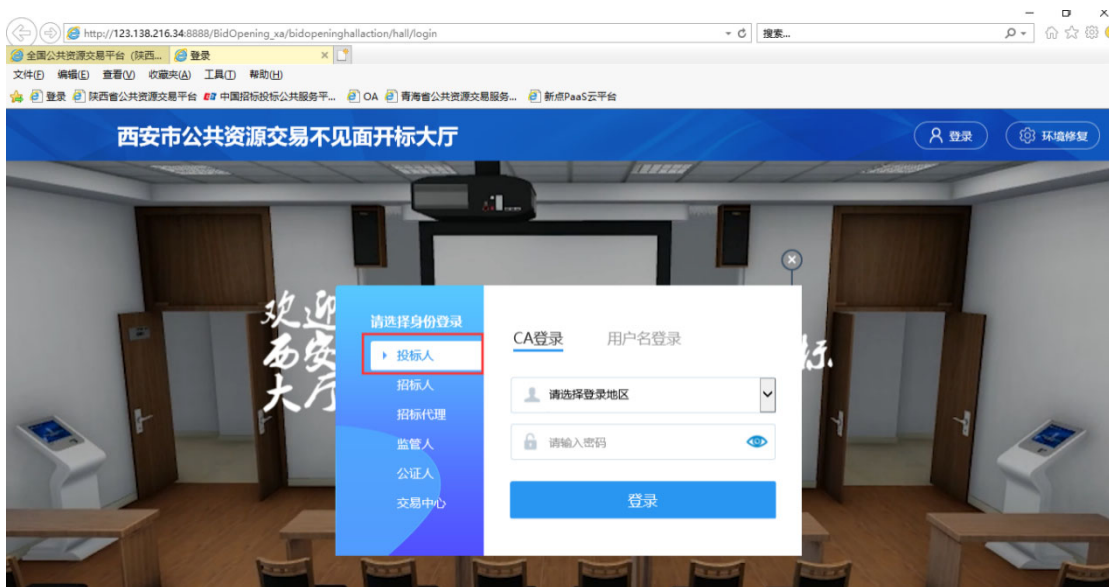 http://123.138.216.34:8888/BidOpening_xa/bidopeninghallaction/hall/login
搜索...
全国公共资源交易平台 (陕西...
登录
文件(F) 编辑(E) 查看(V) 收藏夹(A) 工具(T) 帮助(H)
登录 陕西省公共资源交易平台 中国招标投标公共服务平... OA 青海省公共资源交易服务... 新点PaaS云平台
西安市公共资源交易不见面开标大厅
登录
环境修复
欢迎
西安
大厅
标
请选择身份登录
投标人
招标人
招标代理
监管人
公证人
交易中心
CA登录 用户名登录
请选择登录地区
请输入密码
登录